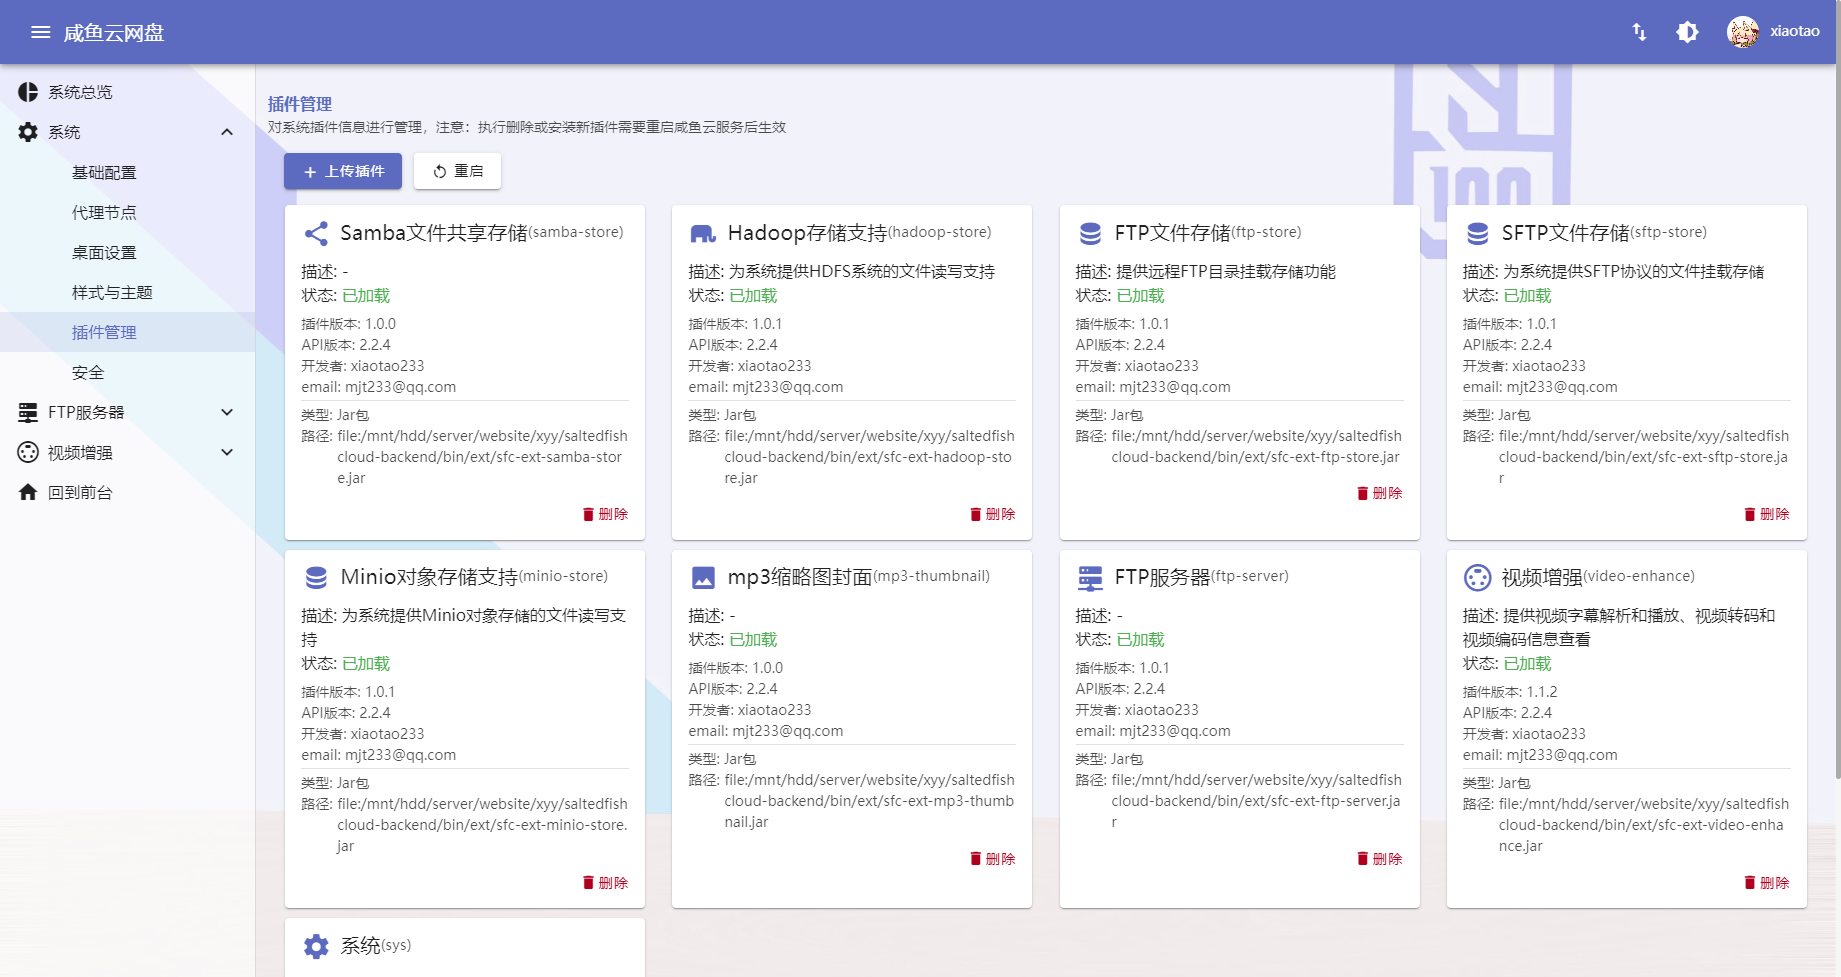 咸鱼云网盘
xiaotao
系统总览
系统
基础配置
代理节点
桌面设置
样式与主题
插件管理
安全
FTP服务器
视频增强
回到前台
插件管理
对系统插件信息进行管理，注意：执行删除或安装新插件需要重启咸鱼云服务后生效
上传插件
重启
Samba文件共享存储(samba-store)
描述: -
状态: 已加载
插件版本: 1.0.0
API版本: 2.2.4
开发者: xiaotao233
email: mjt233@qq.com
类型: Jar包
路径: file:/mnt/hdd/server/website/xyy/saltedfish
cloud-backend/bin/ext/sfc-ext-samba-stor
e.jar
删除
Hadoop存储支持(hadoop-store)
描述: 为系统提供HDFS系统的文件读写支持
状态: 已加载
插件版本: 1.0.1
API版本: 2.2.4
开发者: xiaotao233
email: mjt233@qq.com
类型: Jar包
路径: file:/mnt/hdd/server/website/xyy/saltedfish
cloud-backend/bin/ext/sfc-ext-hadoop-sto
re.jar
删除
FTP文件存储(ftp-store)
描述: 提供远程FTP目录挂载存储功能
状态: 已加载
插件版本: 1.0.1
API版本: 2.2.4
开发者: xiaotao233
email: mjt233@qq.com
类型: Jar包
路径: file:/mnt/hdd/server/website/xyy/saltedfish
cloud-backend/bin/ext/sfc-ext-ftp-store.jar
删除
SFTP文件存储(sftp-store)
描述: 为系统提供SFTP协议的文件挂载存储
状态: 已加载
插件版本: 1.0.1
API版本: 2.2.4
开发者: xiaotao233
email: mjt233@qq.com
类型: Jar包
路径: file:/mnt/hdd/server/website/xyy/saltedfish
cloud-backend/bin/ext/sfc-ext-sftp-store.ja
r
删除
Minio对象存储支持(minio-store)
描述: 为系统提供Minio对象存储的文件读写支
持
状态: 已加载
插件版本: 1.0.1
API版本: 2.2.4
开发者: xiaotao233
email: mjt233@qq.com
类型: Jar包
路径: file:/mnt/hdd/server/website/xyy/saltedfish
cloud-backend/bin/ext/sfc-ext-minio-store.
jar
删除
mp3缩略图封面(mp3-thumbnail)
描述: -
状态: 已加载
插件版本: 1.0.0
API版本: 2.2.4
开发者: xiaotao233
email: mjt233@qq.com
类型: Jar包
路径: file:/mnt/hdd/server/website/xyy/saltedfish
cloud-backend/bin/ext/sfc-ext-mp3-thumb
nail.jar
删除
FTP服务器(ftp-server)
描述: -
状态: 已加载
插件版本: 1.0.1
API版本: 2.2.4
开发者: xiaotao233
email: mjt233@qq.com
类型: Jar包
路径: file:/mnt/hdd/server/website/xyy/saltedfish
cloud-backend/bin/ext/sfc-ext-ftp-server.ja
r
删除
视频增强(video-enhance)
描述: 提供视频字幕解析和播放、视频转码和
视频编码信息查看
状态: 已加载
插件版本: 1.1.2
API版本: 2.2.4
开发者: xiaotao233
email: mjt233@qq.com
类型: Jar包
路径: file:/mnt/hdd/server/website/xyy/saltedfish
cloud-backend/bin/ext/sfc-ext-video-enha
nce.jar
删除
系统(sys)